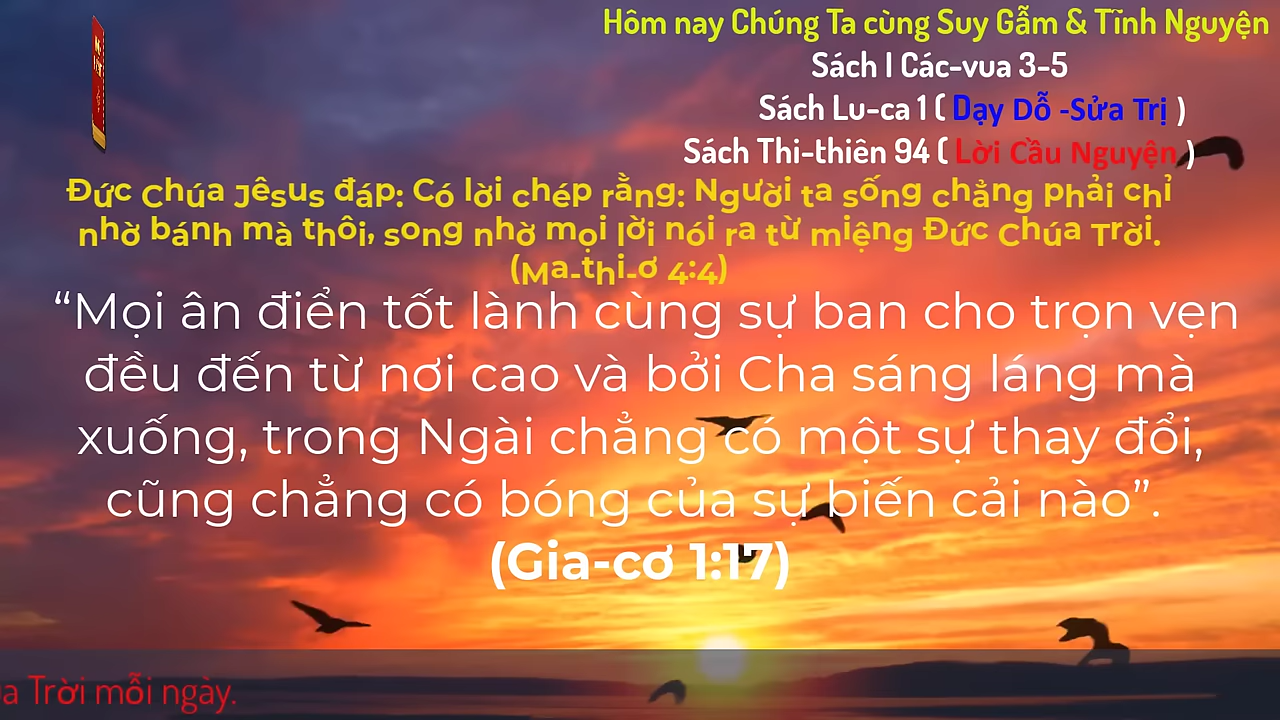 Hôm nay Chúng Ta cùng Suy Gẫm & Tĩnh Nguyện
Sách I Các-vua 3-5
Sách Lu-ca 1 ( Dạy Dỗ -Sửa Trị )
Sách Thi-thiên 94 ( Lời Cầu Nguyện )
Đức Chúa Jêsus đáp: Có lời chép rằng: Người ta sống chẳng phải chỉ
nhờ bánh mà thôi, song nhờ mọi lời nói ra từ miệng Đức Chúa Trời.
(Ma-thi-ơ 4:4)
“Mọi ân điển tốt lành cùng sự ban cho trọn vẹn
đều đến từ nơi cao và bởi Cha sáng láng mà
xuống, trong Ngài chẳng có một sự thay đổi,
cũng chẳng có bóng của sự biến cải nào”.
(Gia-cơ 1:17)
Trời mỗi ngày.